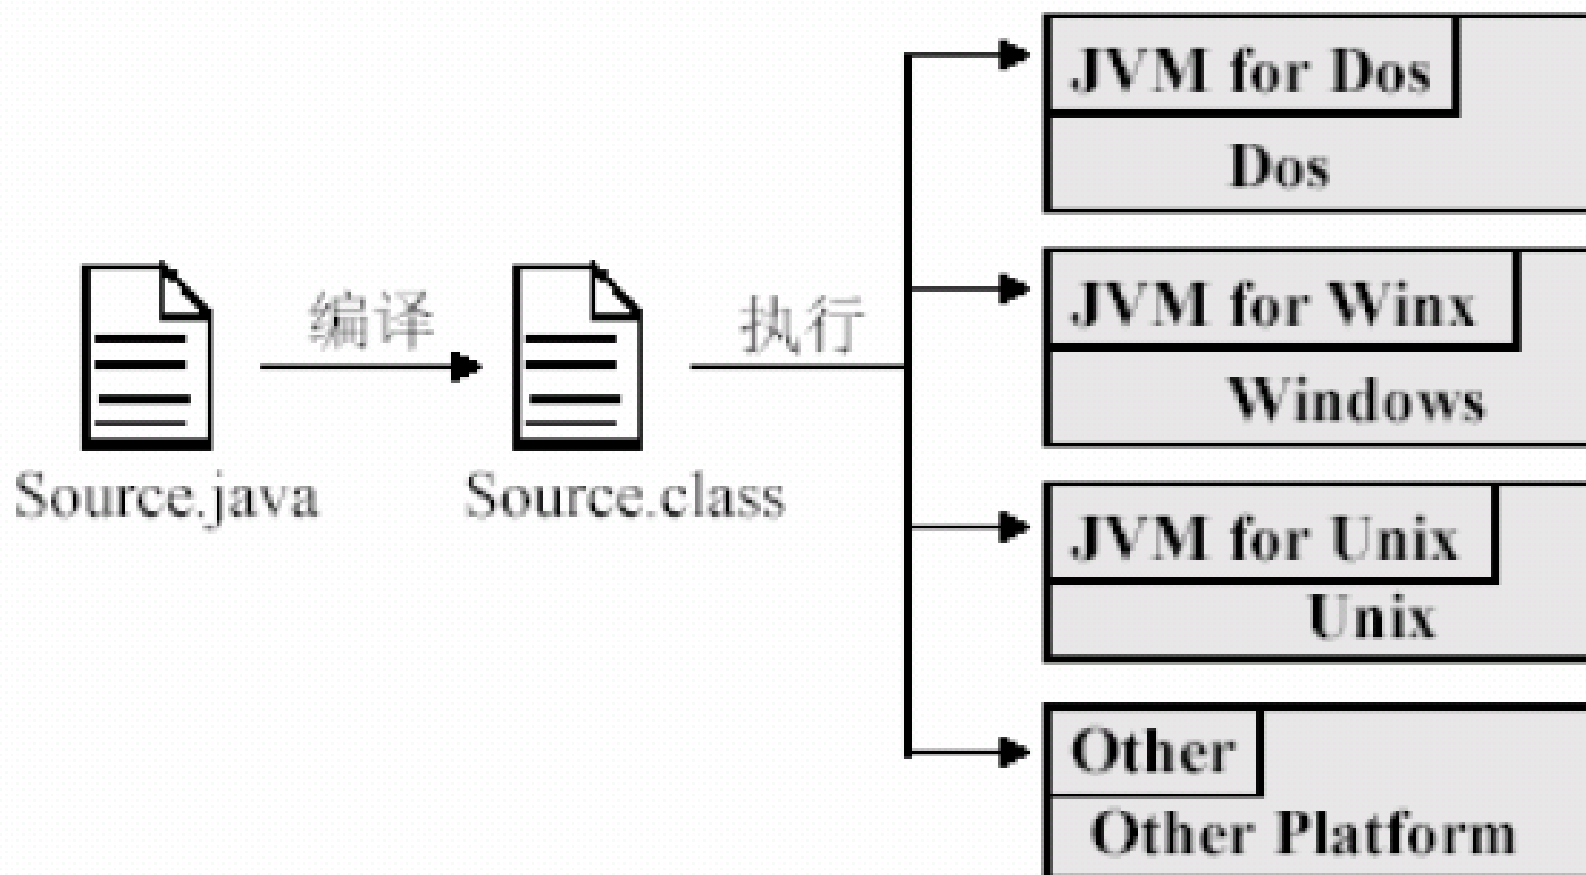 JVM for Dos
Dos
编译
执行
JVM for Winx
Windows
Source.java
Source.class
JVM for Unix
Unix
Other
Other Platform